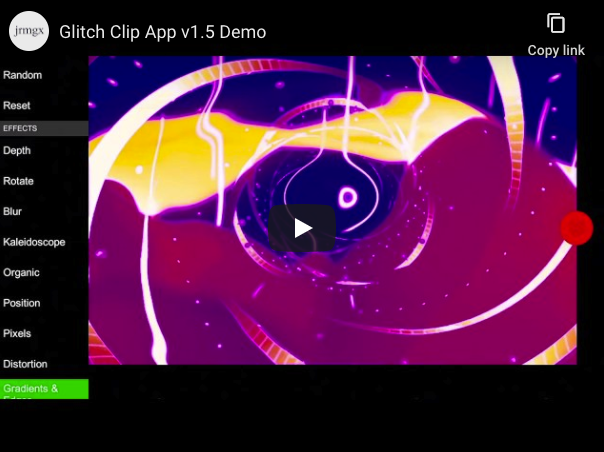 jrmgx
Glitch Clip App v1.5 Demo
Copy link
Random
Reset
EFFECTS
Depth
Rotate
Blur
Kaleidoscope
Organic
Position
Pixels
Distortion
Gradients &
Edges